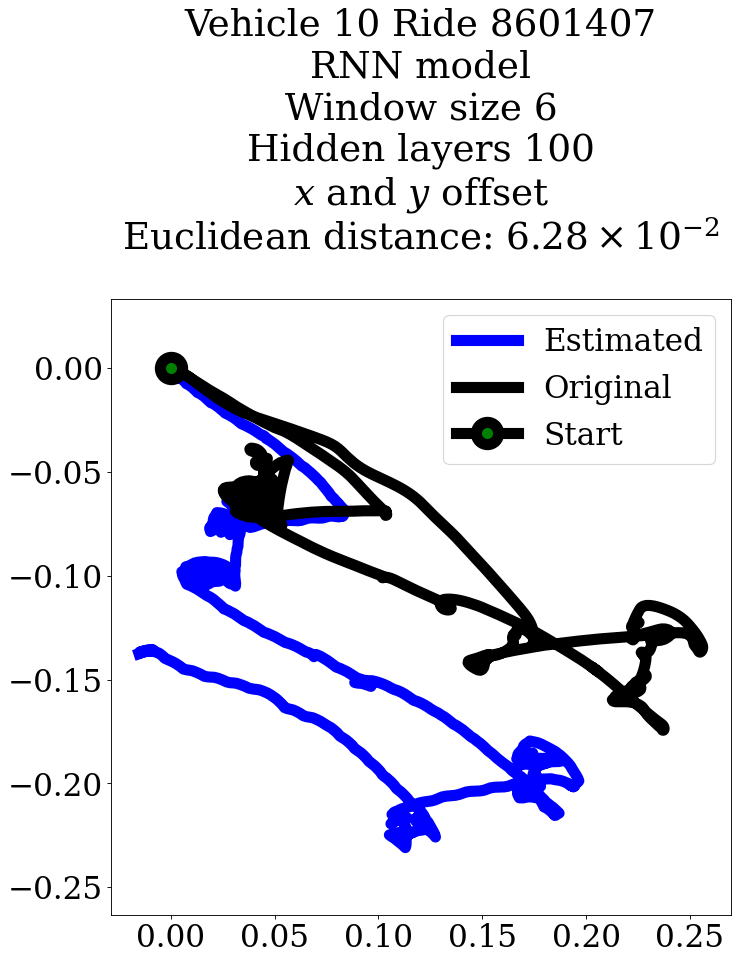 Vehicle 10 Ride 8601407
RNN model
Window size 6
Hidden layers 100
x and y offset
Euclidean distance: 6.28 × 10⁻²
Estimated
Original
Start
0.00
−0.05
−0.10
−0.15
−0.20
−0.25
0.00 0.05 0.10 0.15 0.20 0.25